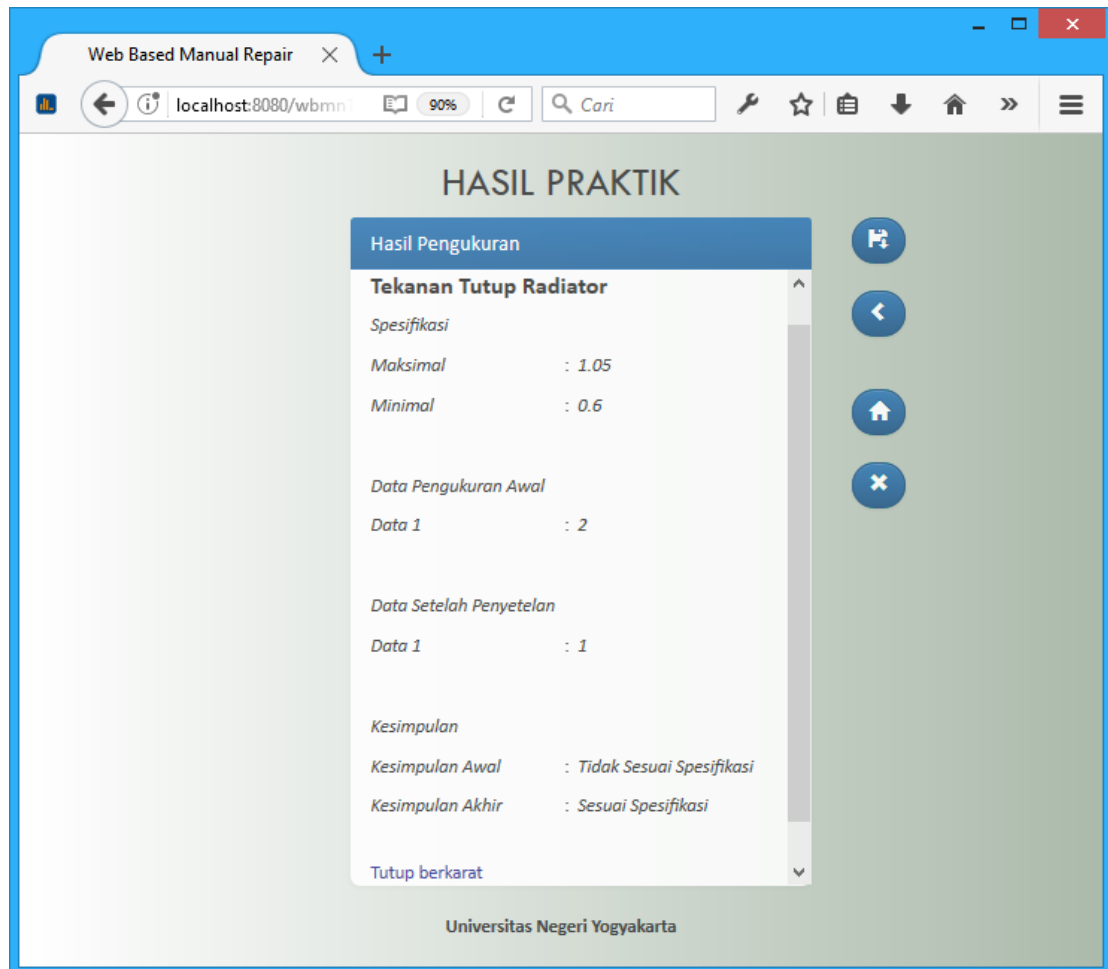 Web Based Manual Repair
localhost:8080/wbmn
90%
Cari
HASIL PRAKTIK
Hasil Pengukuran
Tekanan Tutup Radiator
Spesifikasi
Maksimal : 1.05
Minimal : 0.6
Data Pengukuran Awal
Data 1 : 2
Data Setelah Penyetelan
Data 1 : 1
Kesimpulan
Kesimpulan Awal : Tidak Sesuai Spesifikasi
Kesimpulan Akhir : Sesuai Spesifikasi
Tutup berkarat
Universitas Negeri Yogyakarta